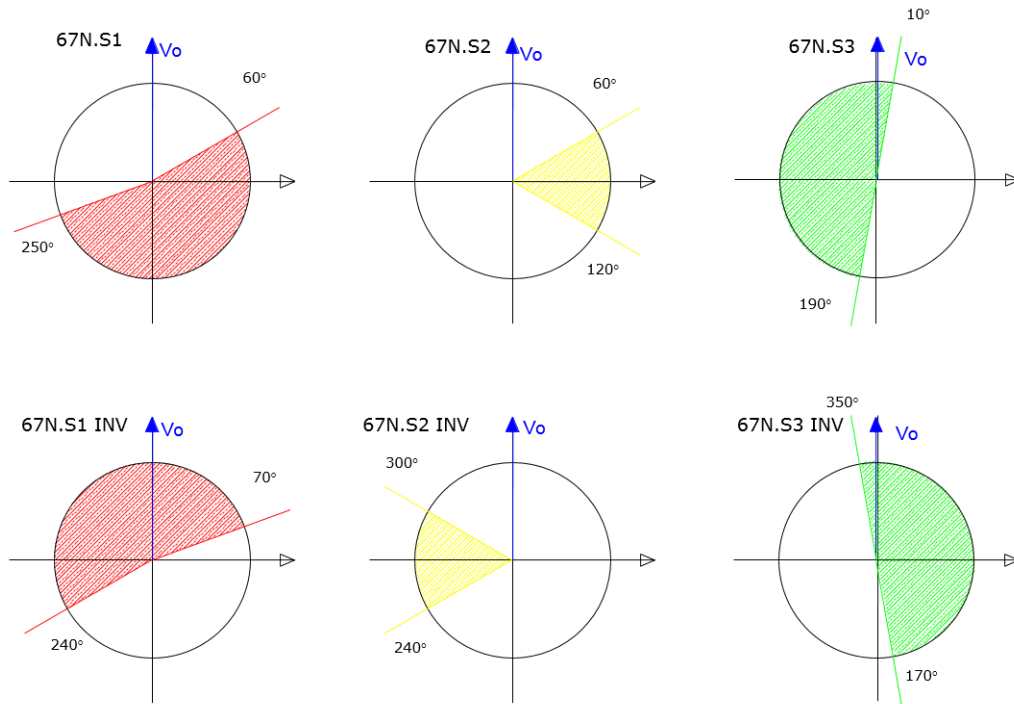 67N.S1
Vo
60°
250°
67N.S2
Vo
60°
120°
67N.S3
10°
Vo
190°
67N.S1 INV
Vo
70°
240°
67N.S2 INV
Vo
300°
240°
67N.S3 INV
350°
Vo
170°